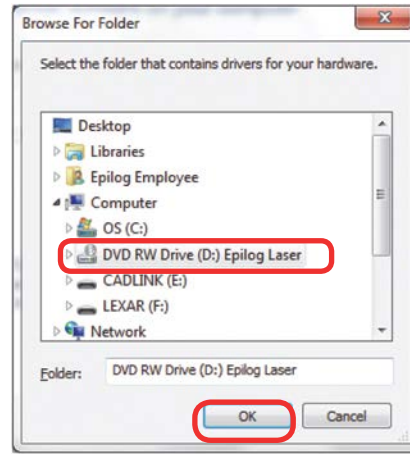 Browse For Folder
Select the folder that contains drivers for your hardware.
Desktop
Libraries
Epilog Employee
Computer
OS (C:)
DVD RW Drive (D:) Epilog Laser
CADLINK (E:)
LEXAR (F:)
Network
Folder: DVD RW Drive (D:) Epilog Laser
OK Cancel